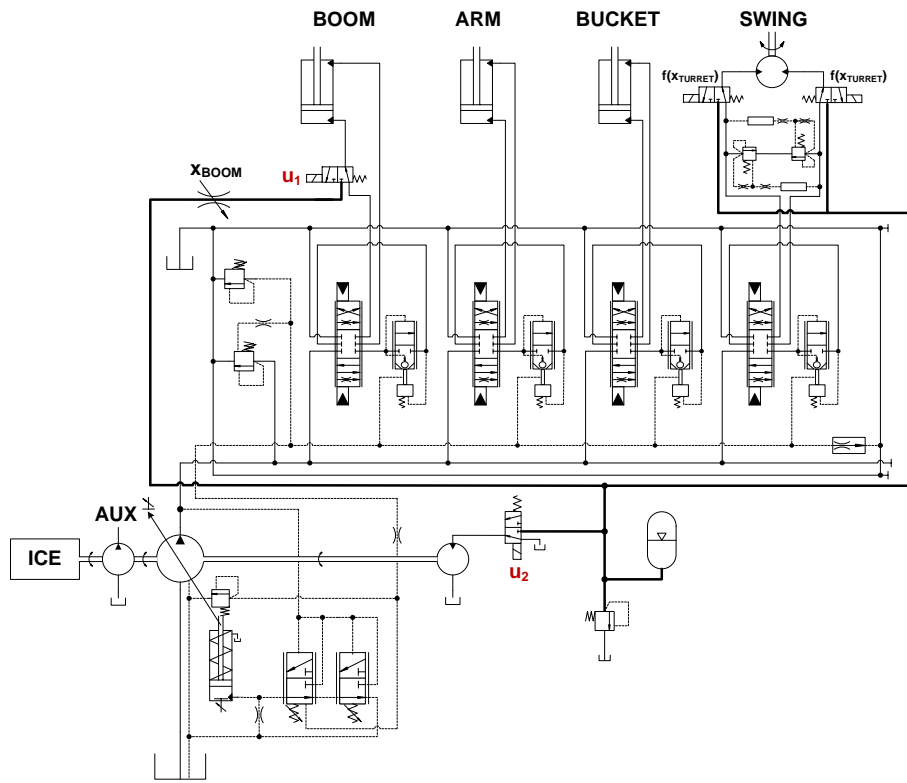 BOOM ARM BUCKET SWING
f(xTURRET) f(xTURRET)
xBOOM
u1
AUX
ICE
u2